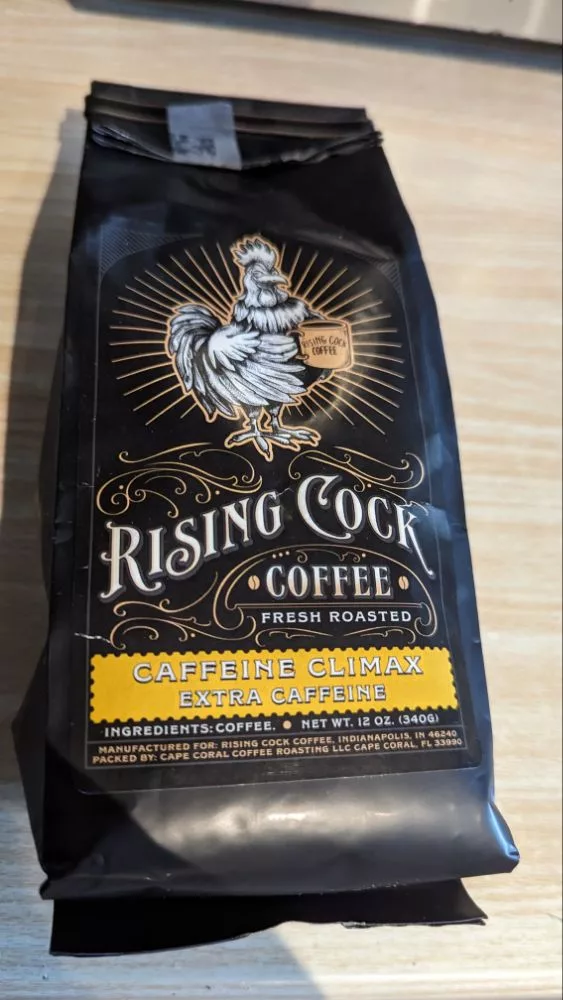 RISING COCK
COFFEE
RISING COCK
COFFEE
FRESH ROASTED
CAFFEINE CLIMAX
EXTRA CAFFEINE
INGREDIENTS: COFFEE. • NET WT. 12 OZ. (340G)
MANUFACTURED FOR: RISING COCK COFFEE, INDIANAPOLIS, IN 46240
PACKED BY: CAPE CORAL COFFEE ROASTING LLC CAPE CORAL, FL 33990